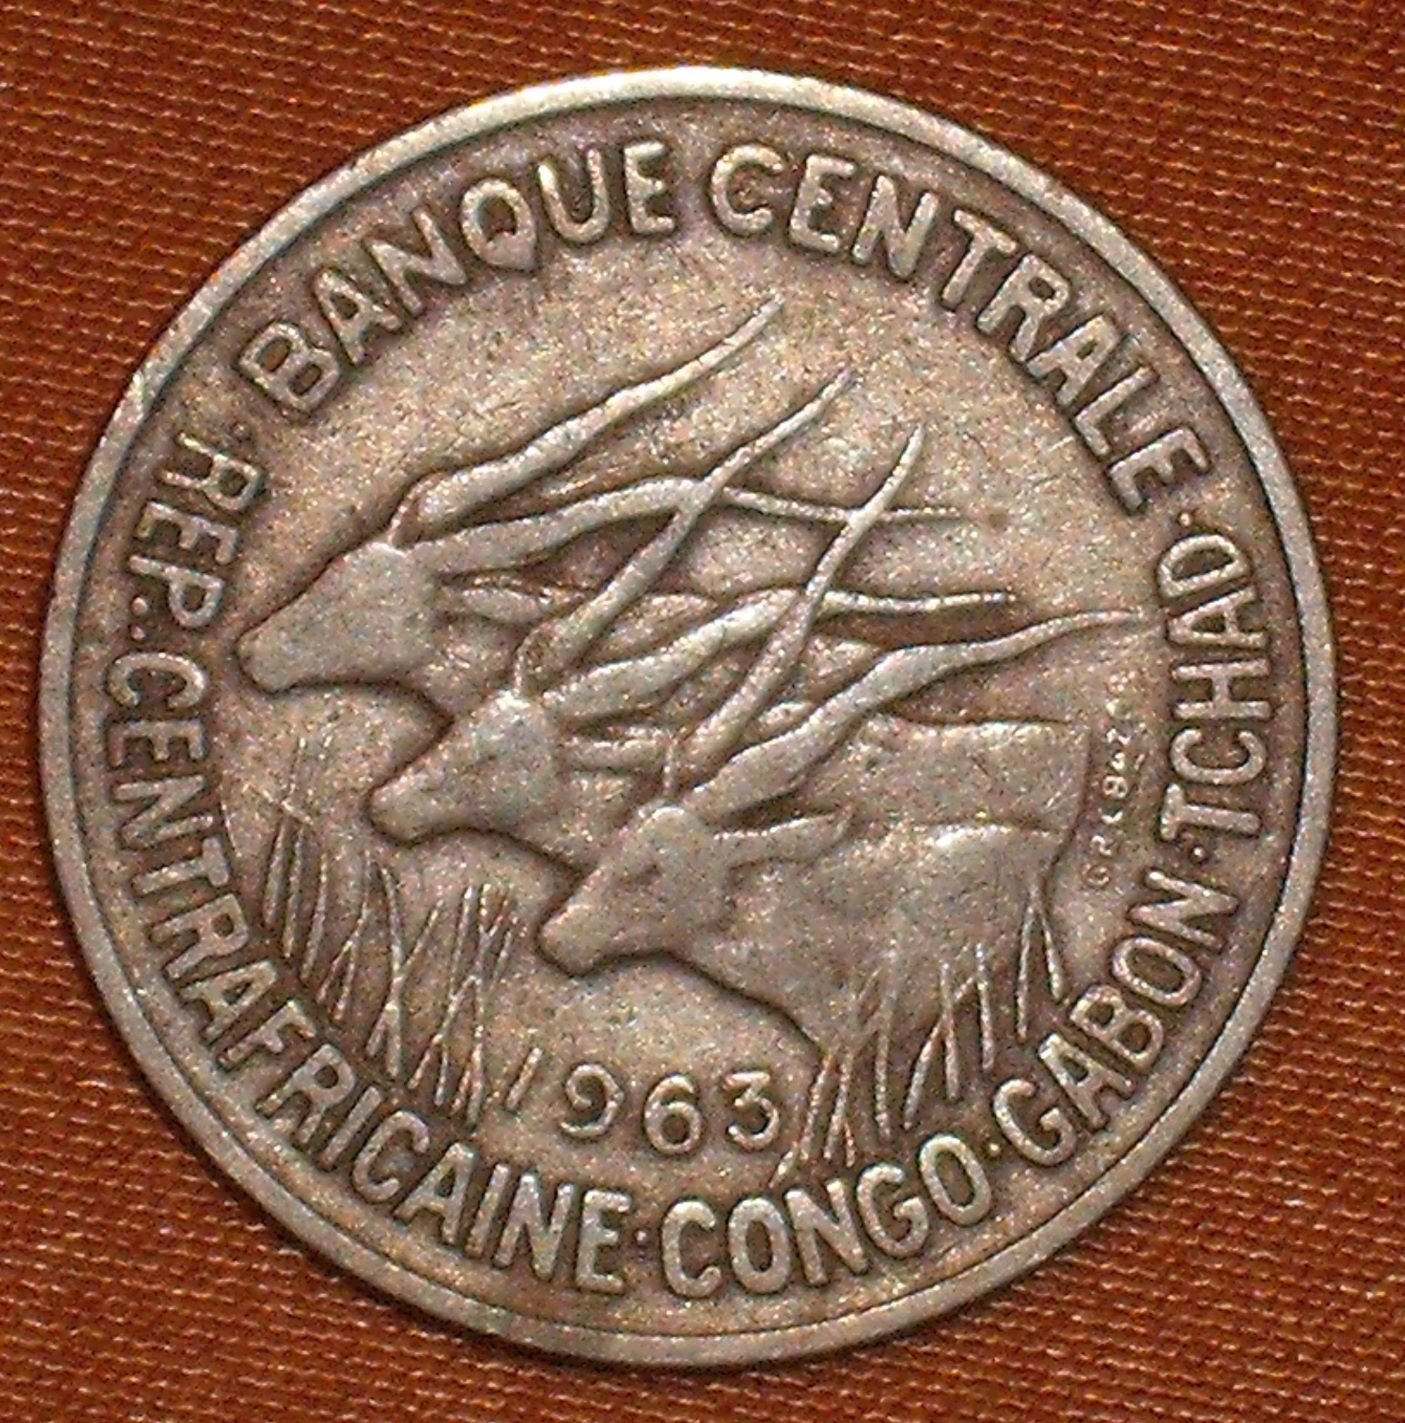 BANQUE CENTRALE
REP. CENTRAFRICAINE · CONGO · GABON · TCHAD ·
1963